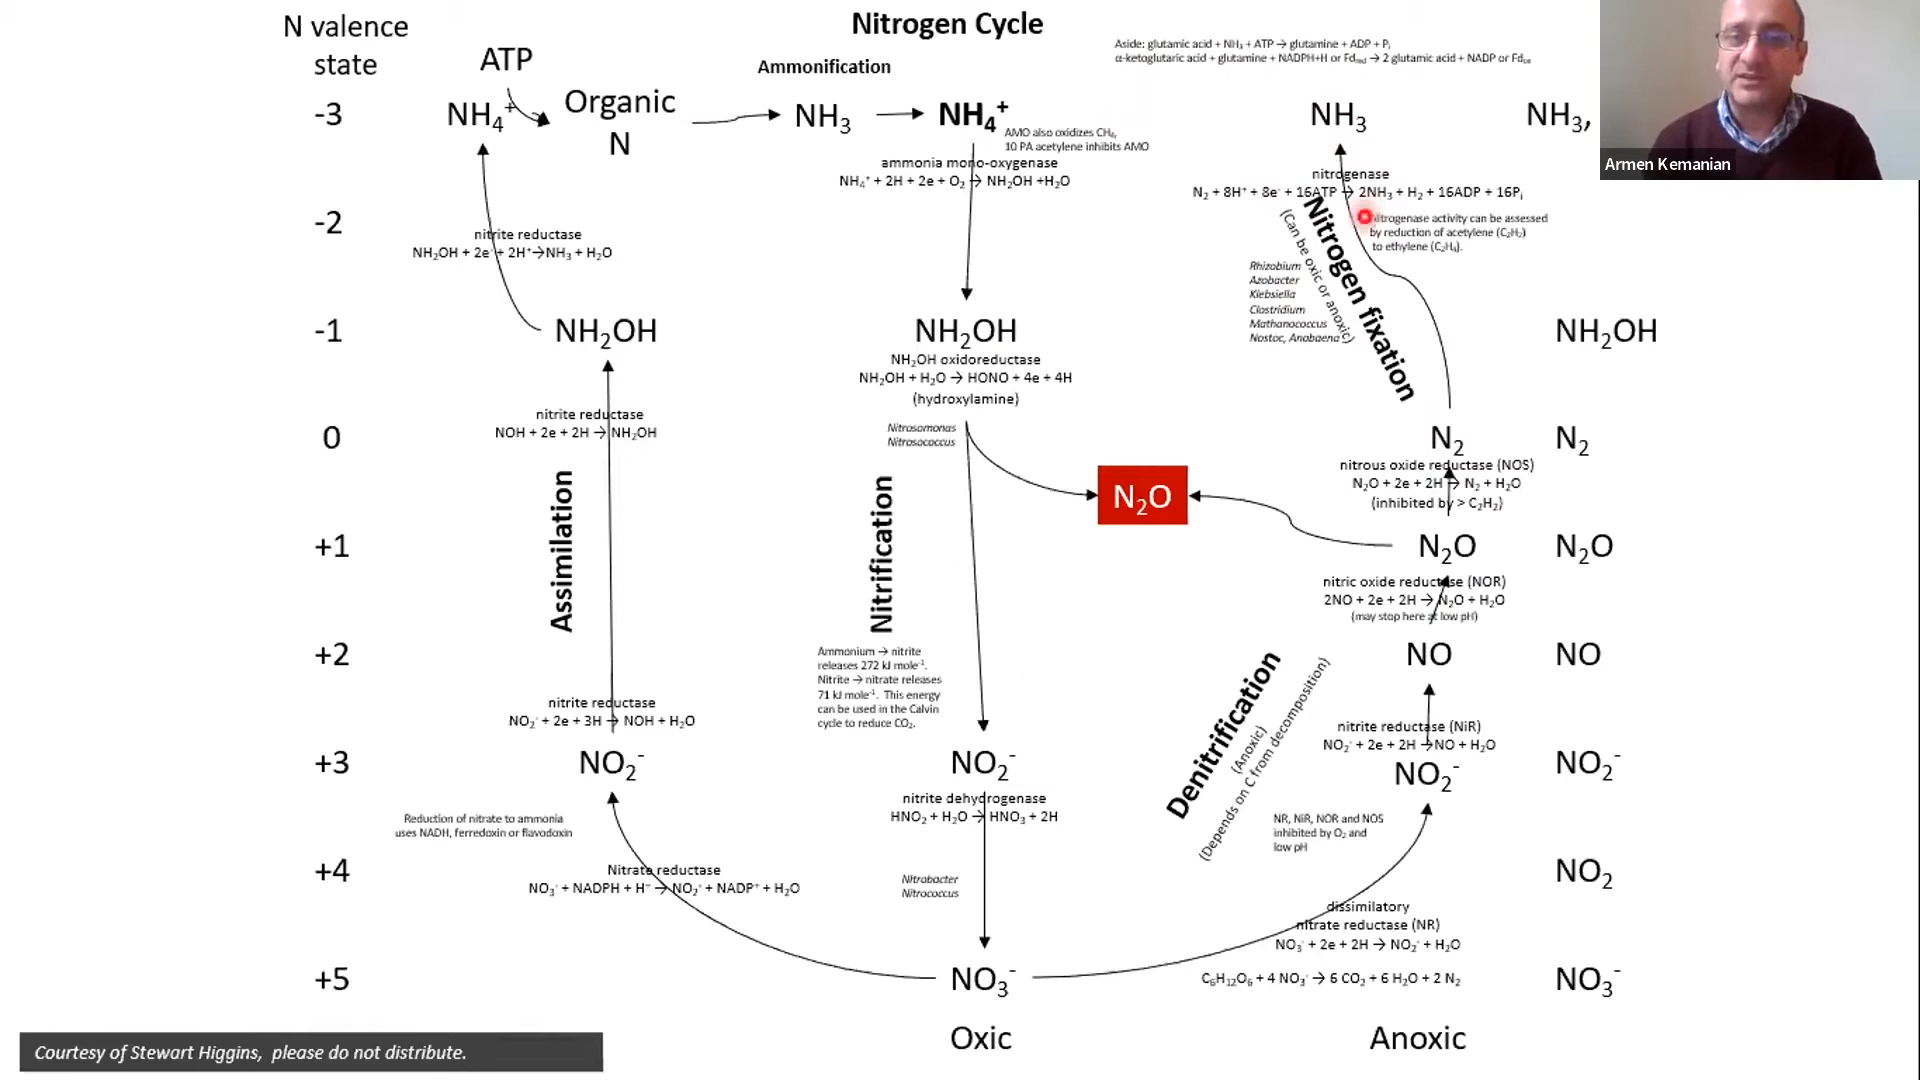 Nitrogen Cycle
N valence
state
-3
-2
-1
0
+1
+2
+3
+4
+5
ATP
NH4+
Organic
N
Ammonification
NH3
NH4+
AMO also oxidizes CH4,
10 PA acetylene inhibits AMO
ammonia mono-oxygenase
NH4+ + 2H + 2e + O2 → NH2OH +H2O
Aside: glutamic acid + NH3 + ATP → glutamine + ADP + Pi
α-ketoglutaric acid + glutamine + NADPH+H or Fdred → 2 glutamic acid + NADP or Fdox
NH3
NH3,
Armen Kemanian
nitrogenase
N2 + 8H+ + 8e- + 16ATP → 2NH3 + H2 + 16ADP + 16Pi
Nitrogenase activity can be assessed
by reduction of acetylene (C2H2)
to ethylene (C2H4).
Nitrogen fixation
(Can be oxic or anoxic)
Rhizobium
Azobacter
Klebsiella
Clostridium
Mathanococcus
Nostoc, Anabaena
nitrite reductase
NH2OH + 2e- + 2H+→NH3 + H2O
NH2OH
nitrite reductase
NOH + 2e + 2H → NH2OH
Assimilation
nitrite reductase
NO2- + 2e + 3H → NOH + H2O
NO2-
Reduction of nitrate to ammonia
uses NADH, ferredoxin or flavodoxin
Nitrate reductase
NO3- + NADPH + H+ → NO2- + NADP+ + H2O
NH2OH
NH2OH oxidoreductase
NH2OH + H2O → HONO + 4e + 4H
(hydroxylamine)
Nitrosomonas
Nitrosococcus
Nitrification
Ammonium → nitrite
releases 272 kJ mole-1.
Nitrite → nitrate releases
71 kJ mole-1. This energy
can be used in the Calvin
cycle to reduce CO2.
NO2-
nitrite dehydrogenase
HNO2 + H2O → HNO3 + 2H
Nitrobacter
Nitrococcus
NO3-
Oxic
N2O
N2
nitrous oxide reductase (NOS)
N2O + 2e + 2H → N2 + H2O
(inhibited by > C2H2)
N2O
nitric oxide reductase (NOR)
2NO + 2e + 2H → N2O + H2O
(may stop here at low pH)
NO
Denitrification
(Anoxic)
(Depends on C from decomposition)
nitrite reductase (NiR)
NO2- + 2e + 2H →NO + H2O
NO2-
NR, NiR, NOR and NOS
inhibited by O2 and
low pH
dissimilatory
nitrate reductase (NR)
NO3- + 2e + 2H → NO2- + H2O
C6H12O6 + 4 NO3- → 6 CO2 + 6 H2O + 2 N2
Anoxic
NH2OH
N2
N2O
NO
NO2-
NO2
NO3-
Courtesy of Stewart Higgins, please do not distribute.